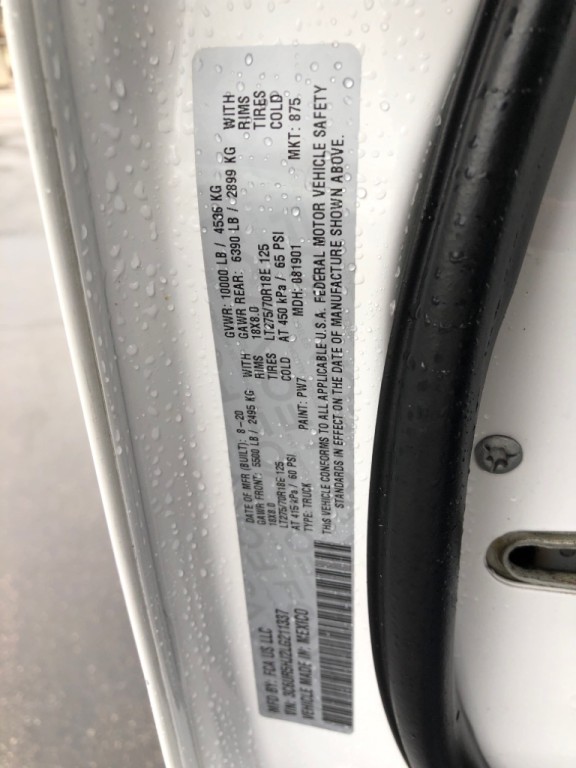 MFD BY: FCA US LLC
DATE OF MFR (BUILT): 8-20
GVWR: 10000 LB / 4536 KG
GAWR FRONT: 5500 LB / 2495 KG WITH
GAWR REAR: 6390 LB / 2899 KG WITH
18X8.0 RIMS
18X8.0 RIMS
LT275/70R18E 125 TIRES
LT275/70R18E 125 TIRES
AT 415 kPa / 60 PSI COLD
AT 450 kPa / 65 PSI COLD
VIN: 3C6UR5HJ2LG211337
TYPE: TRUCK PAINT: PW7 MDH: 081901 MKT: 875
VEHICLE MADE IN: MEXICO
THIS VEHICLE CONFORMS TO ALL APPLICABLE U.S.A. FEDERAL MOTOR VEHICLE SAFETY
STANDARDS IN EFFECT ON THE DATE OF MANUFACTURE SHOWN ABOVE.